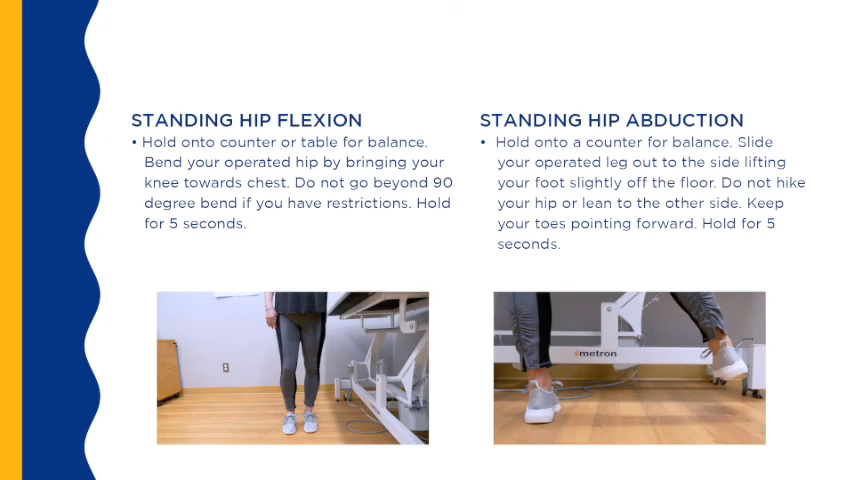 STANDING HIP FLEXION
• Hold onto counter or table for balance.
Bend your operated hip by bringing your
knee towards chest. Do not go beyond 90
degree bend if you have restrictions. Hold
for 5 seconds.
STANDING HIP ABDUCTION
• Hold onto a counter for balance. Slide
your operated leg out to the side lifting
your foot slightly off the floor. Do not hike
your hip or lean to the other side. Keep
your toes pointing forward. Hold for 5
seconds.
metron